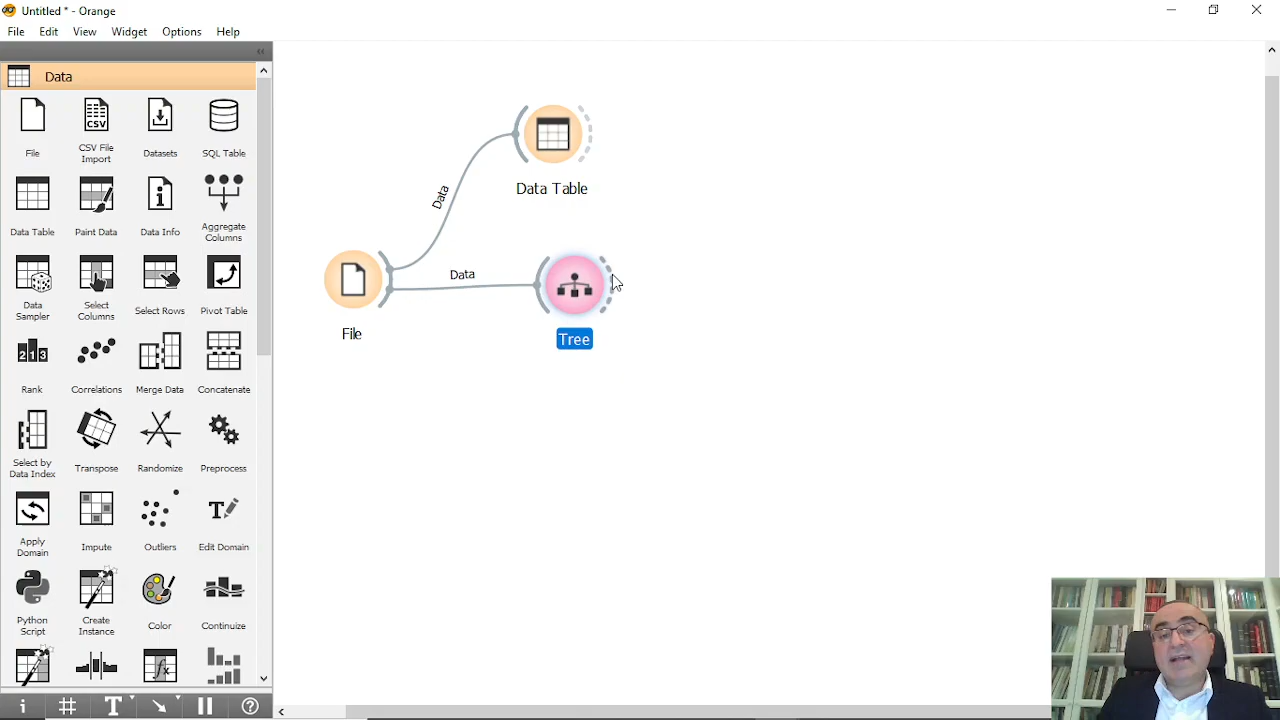 Untitled * - Orange
File Edit View Widget Options Help
Data
File
CSV File
Import
Datasets
SQL Table
Data Table
Paint Data
Data Info
Aggregate
Columns
Data
Sampler
Select
Columns
Select Rows
Pivot Table
Rank
Correlations
Merge Data
Concatenate
Select by
Data Index
Transpose
Randomize
Preprocess
Apply
Domain
Impute
Outliers
Edit Domain
Python
Script
Create
Instance
Color
Continuize
Data Table
Data
Data
File
Tree